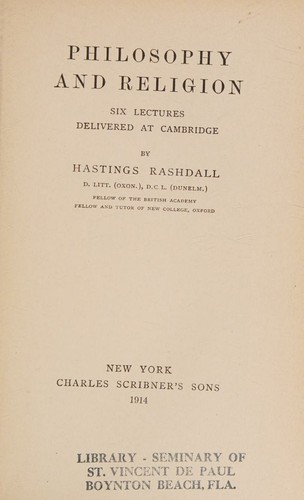 PHILOSOPHY
AND RELIGION
SIX LECTURES
DELIVERED AT CAMBRIDGE
BY
HASTINGS RASHDALL
D. LITT. (OXON.), D.C.L. (DUNELM.)
FELLOW OF THE BRITISH ACADEMY
FELLOW AND TUTOR OF NEW COLLEGE, OXFORD
NEW YORK
CHARLES SCRIBNER'S SONS
1914
LIBRARY - SEMINARY OF
ST. VINCENT DE PAUL
BOYNTON BEACH, FLA.